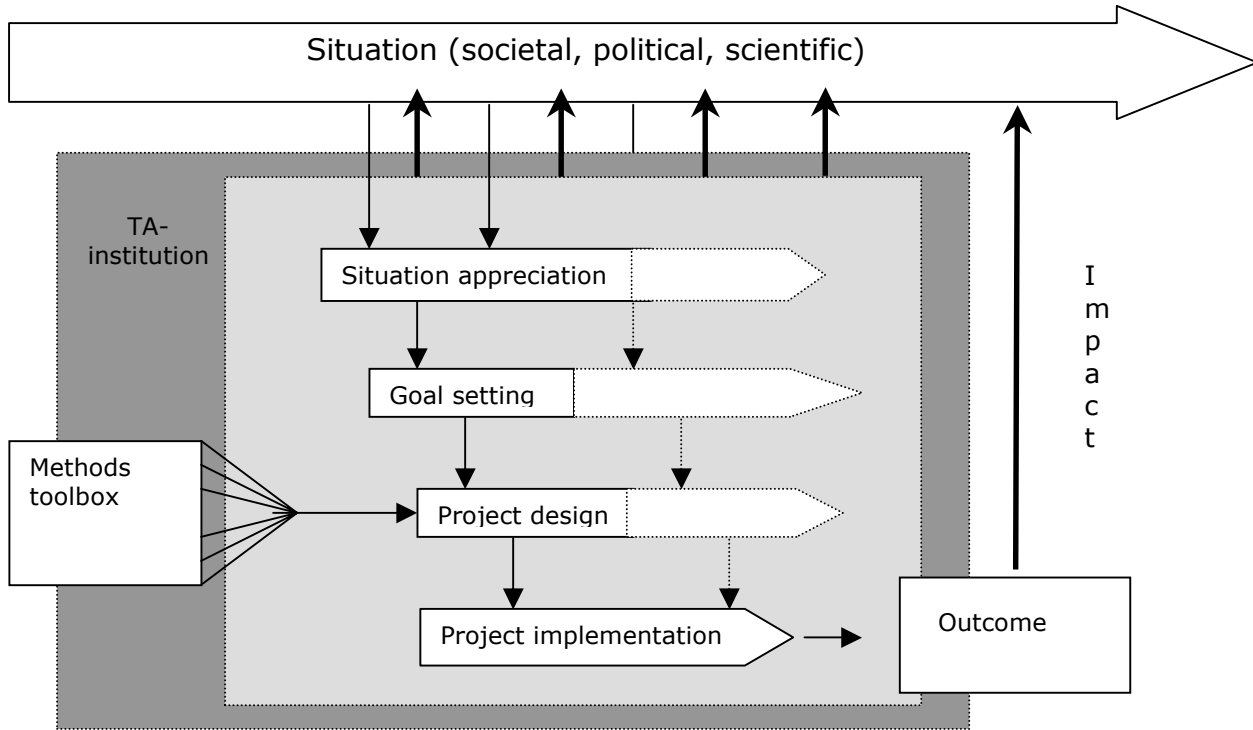 Situation (societal, political, scientific)
TA-
institution
Situation appreciation
Goal setting
Methods
toolbox
Project design
Project implementation
Outcome
I
m
p
a
c
t